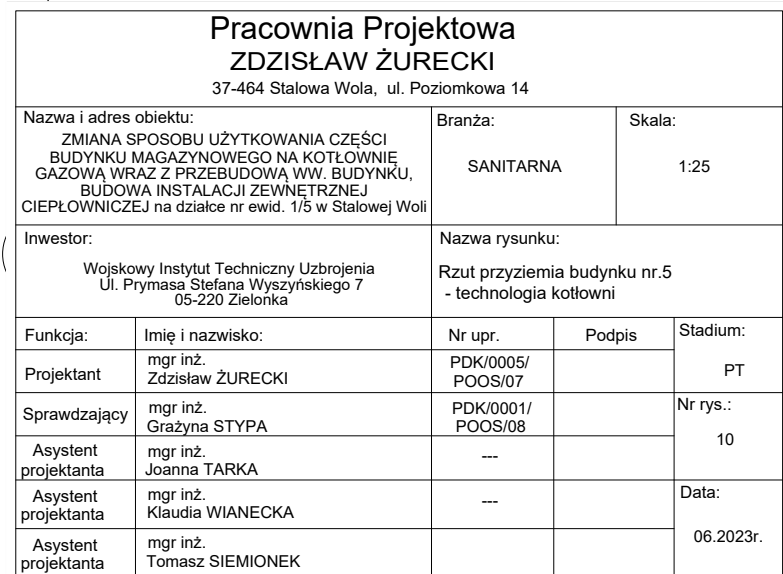 Pracownia Projektowa
ZDZISŁAW ŻURECKI
37-464 Stalowa Wola, ul. Poziomkowa 14
Nazwa i adres obiektu:
ZMIANA SPOSOBU UŻYTKOWANIA CZĘŚCI
BUDYNKU MAGAZYNOWEGO NA KOTŁOWNIĘ
GAZOWĄ WRAZ Z PRZEBUDOWĄ WW. BUDYNKU,
BUDOWA INSTALACJI ZEWNĘTRZNEJ
CIEPŁOWNICZEJ na działce nr ewid. 1/5 w Stalowej Woli
Branża:
SANITARNA
Skala:
1:25
Inwestor:
Wojskowy Instytut Techniczny Uzbrojenia
Ul. Prymasa Stefana Wyszyńskiego 7
05-220 Zielonka
Nazwa rysunku:
Rzut przyziemia budynku nr.5
- technologia kotłowni
Funkcja: Imię i nazwisko: Nr upr. Podpis
Stadium:
PT
Projektant
mgr inż.
Zdzisław ŻURECKI
PDK/0005/
POOS/07
Sprawdzający
mgr inż.
Grażyna STYPA
PDK/0001/
POOS/08
Nr rys.:
10
Asystent
projektanta
mgr inż.
Joanna TARKA
---
Asystent
projektanta
mgr inż.
Klaudia WIANECKA
---
Data:
06.2023r.
Asystent
projektanta
mgr inż.
Tomasz SIEMIONEK